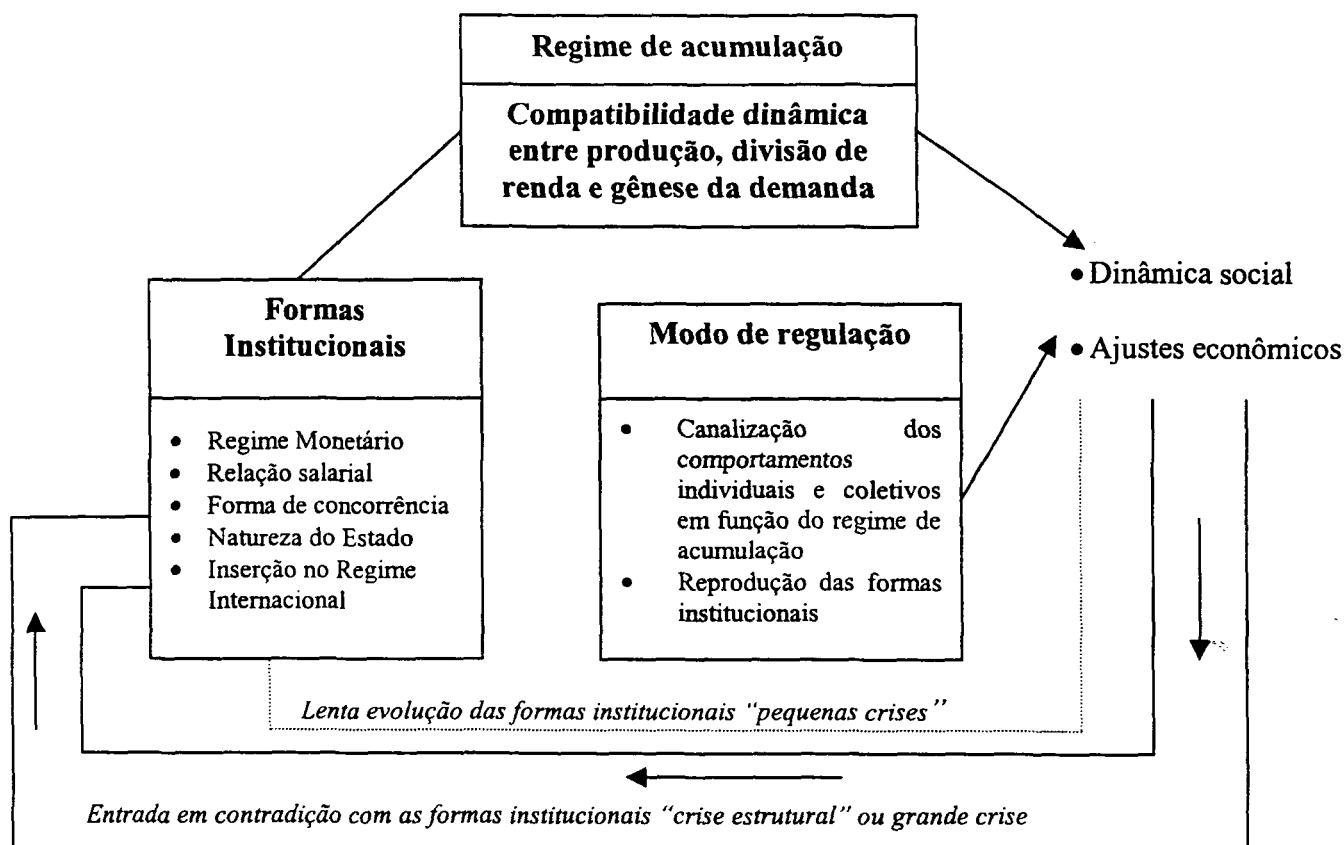 Regime de acumulação
Compatibilidade dinâmica
entre produção, divisão de
renda e gênese da demanda
• Dinâmica social
• Ajustes econômicos
Formas
Institucionais
• Regime Monetário
• Relação salarial
• Forma de concorrência
• Natureza do Estado
• Inserção no Regime
Internacional
Modo de regulação
• Canalização dos
comportamentos
individuais e coletivos
em função do regime de
acumulação
• Reprodução das formas
institucionais
Lenta evolução das formas institucionais “pequenas crises”
Entrada em contradição com as formas institucionais “crise estrutural” ou grande crise